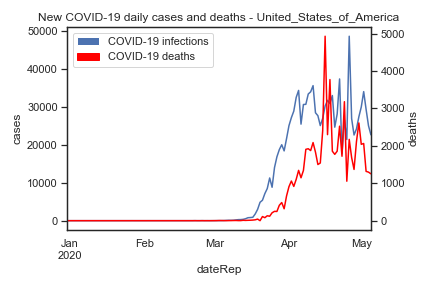 New COVID-19 daily cases and deaths - United_States_of_America
COVID-19 infections
COVID-19 deaths
50000
40000
30000
20000
10000
0
cases
5000
4000
3000
2000
1000
0
deaths
Jan Feb Mar Apr May
2020
dateRep